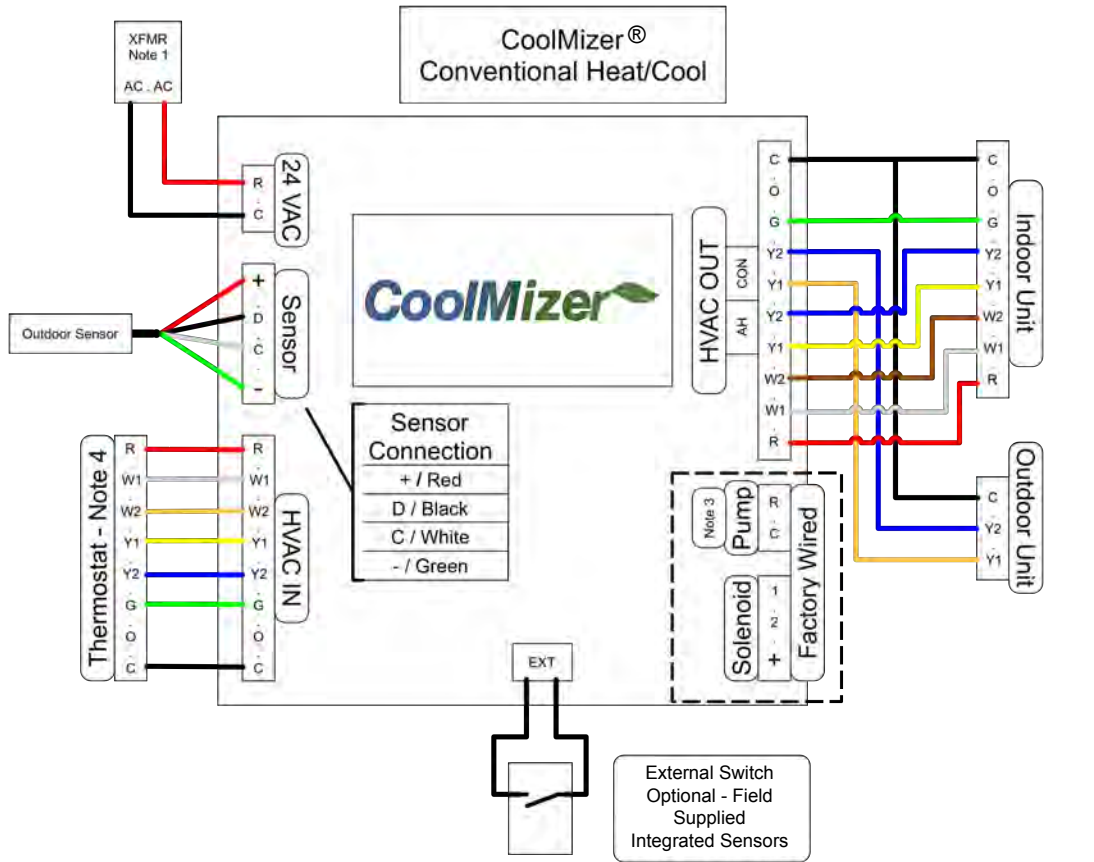 XFMR
Note 1
AC . AC
CoolMizer ®
Conventional Heat/Cool
R
.
C
24 VAC
+
.
D
.
C
.
-
Sensor
Outdoor Sensor
CoolMizer
Sensor
Connection
+ / Red
D / Black
C / White
- / Green
Thermostat - Note 4
R
.
W1
.
W2
.
Y1
.
Y2
.
G
.
O
.
C
R
.
W1
.
W2
.
Y1
.
Y2
.
G
.
O
.
C
HVAC IN
HVAC OUT
CON
AH
C
.
O
.
G
.
Y2
.
Y1
.
Y2
.
Y1
.
W2
.
W1
.
R
C
.
O
.
G
.
Y2
.
Y1
.
W2
.
W1
.
R
Indoor Unit
C
.
Y2
.
Y1
Outdoor Unit
Note 3
Pump
R
.
C
Solenoid
1
.
2
.
+
Factory Wired
EXT
External Switch
Optional - Field
Supplied
Integrated Sensors